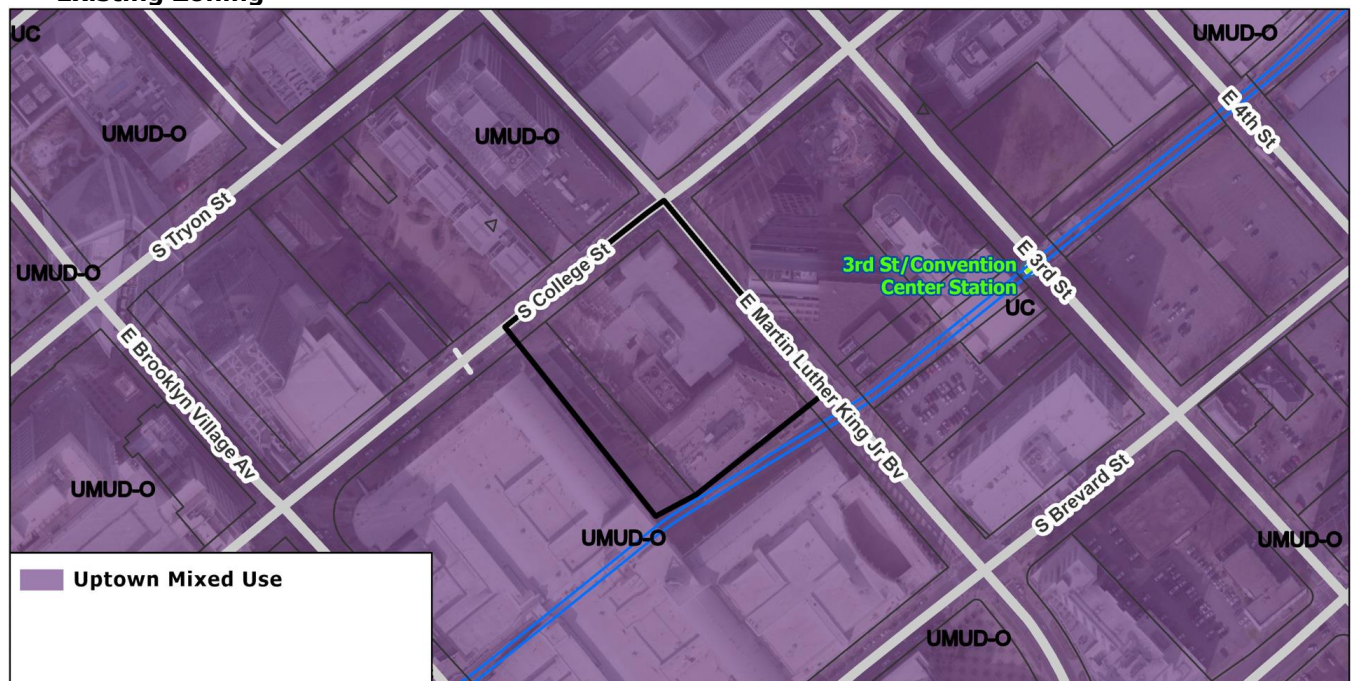 Existing Zoning
UC
UMUD-O
UMUD-O
UMUD-O
E 4th St
S Tryon St
UMUD-O
S College St
E 3rd St
3rd St/Convention
Center Station
UC
E Martin Luther King Jr Bv
E Brooklyn Village Av
UMUD-O
S Brevard St
UMUD-O
UMUD-O
Uptown Mixed Use
UMUD-O